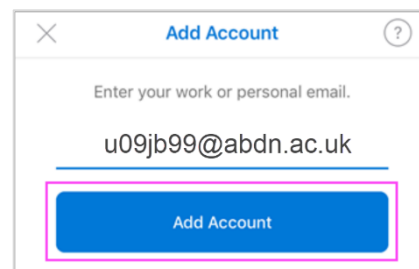 Add Account
?
Enter your work or personal email.
u09jb99@abdn.ac.uk
Add Account